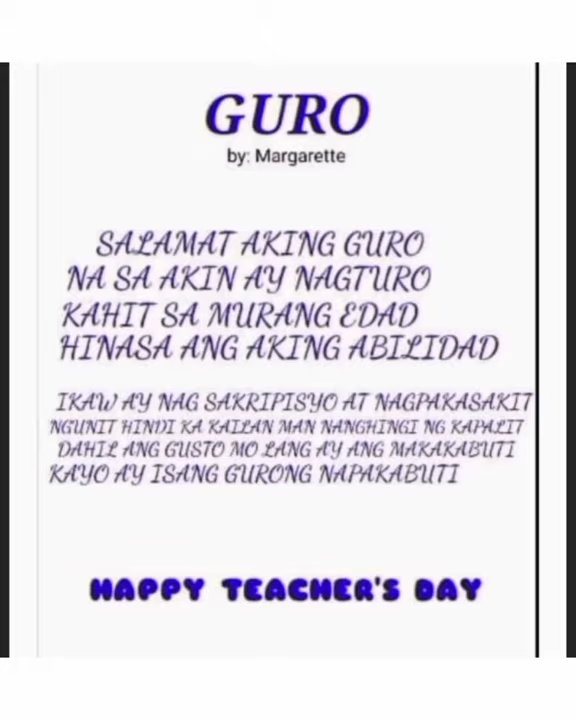 GURO
by: Margarette
SALAMAT AKING GURO
NA SA AKIN AY NAGTURO
KAHIT SA MURANG EDAD
HINASA ANG AKING ABILIDAD
IKAW AY NAG SAKRIPISYO AT NAGPAKASAKIT
NGUNIT HINDI KA KAILAN MAN NANGHINGI NG KAPALIT
DAHIL ANG GUSTO MO LANG AY ANG MAKAKABUTI
KAYO AY ISANG GURONG NAPAKABUTI
HAPPY TEACHER'S DAY